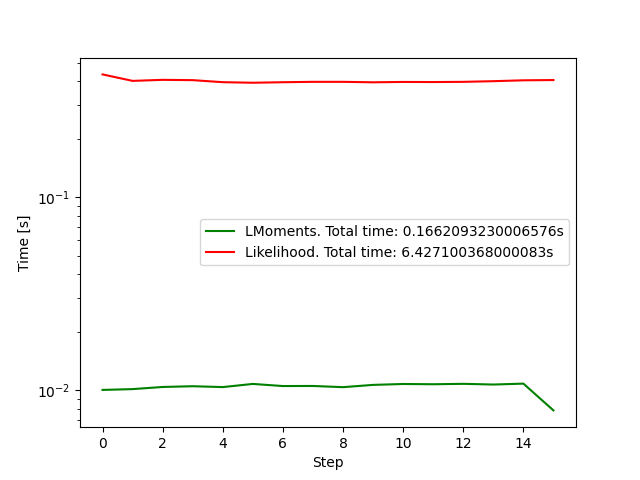 Time [s]
10⁻¹
10⁻²
LMoments. Total time: 0.1662093230006576s
Likelihood. Total time: 6.427100368000083s
0 2 4 6 8 10 12 14
Step